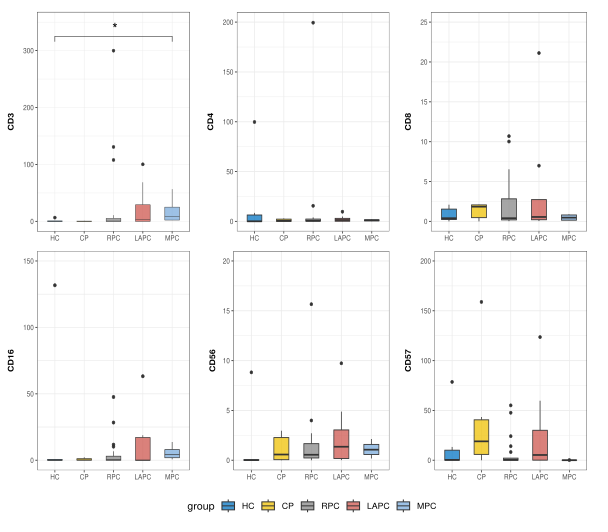 CD3
300
200
100
0
*
HC CP RPC LAPC MPC
CD4
200
150
100
50
0
HC CP RPC LAPC MPC
CD8
25
20
15
10
5
0
HC CP RPC LAPC MPC
CD16
150
100
50
0
HC CP RPC LAPC MPC
CD56
20
15
10
5
0
HC CP RPC LAPC MPC
CD57
200
150
100
50
0
HC CP RPC LAPC MPC
group HC CP RPC LAPC MPC